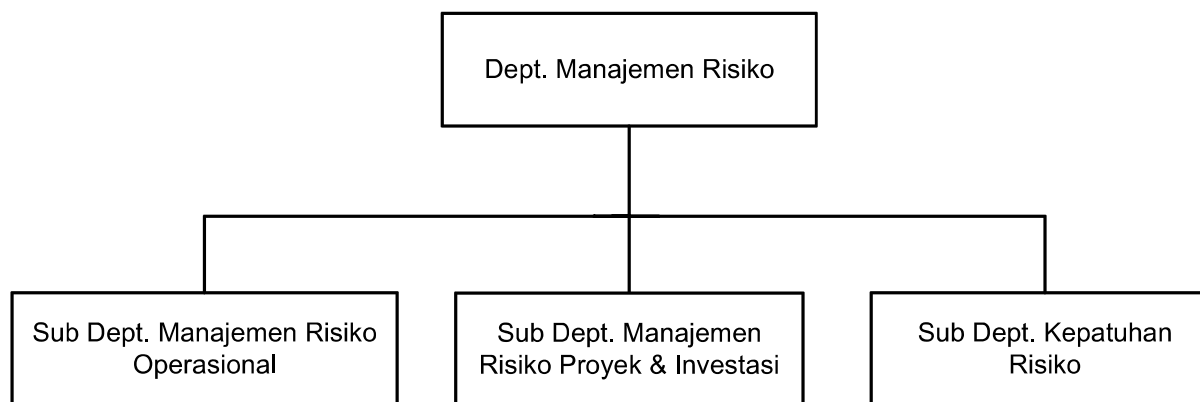 Dept. Manajemen Risiko
Sub Dept. Manajemen Risiko
Operasional
Sub Dept. Manajemen
Risiko Proyek & Investasi
Sub Dept. Kepatuhan
Risiko